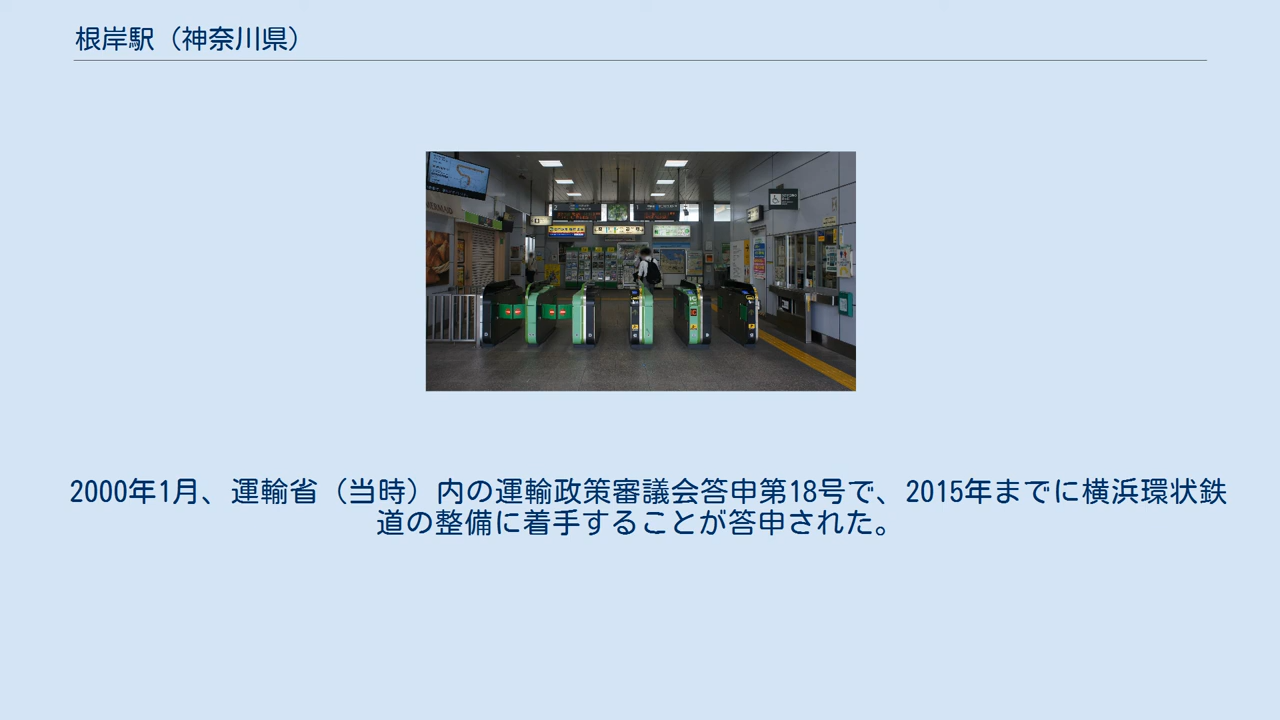 根岸駅（神奈川県）
2000年1月、運輸省（当時）内の運輸政策審議会答申第18号で、2015年までに横浜環状鉄
道の整備に着手することが答申された。